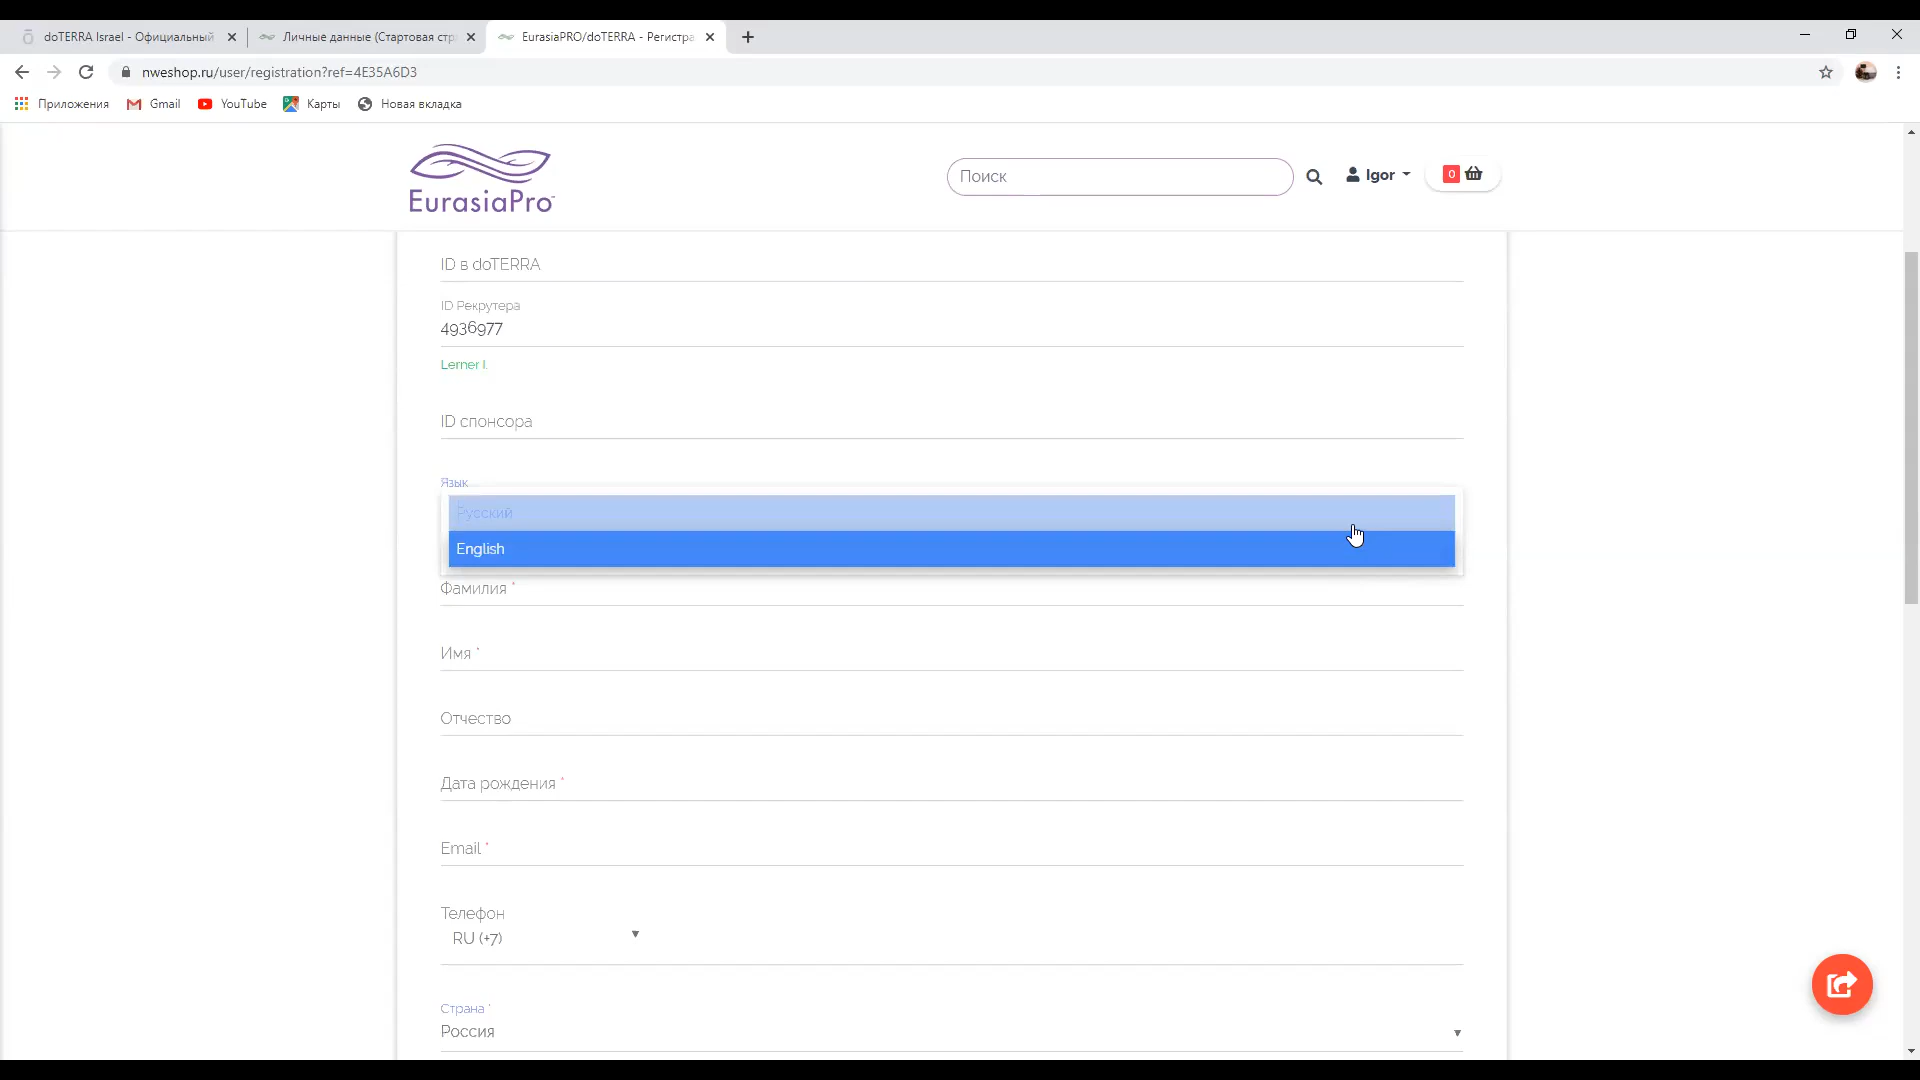 doTERRA Israel - Официальный
Личные данные (Стартовая стр
EurasiaPRO/doTERRA - Регистра
nweshop.ru/user/registration?ref=4E35A6D3
Приложения
Gmail
YouTube
Карты
Новая вкладка
EurasiaPro
Поиск
Igor
0
ID в doTERRA
ID Рекрутера
4936977
Lerner I.
ID спонсора
Язык
Русский
English
Фамилия *
Имя *
Отчество
Дата рождения *
Email *
Телефон
RU (+7)
Страна *
Россия